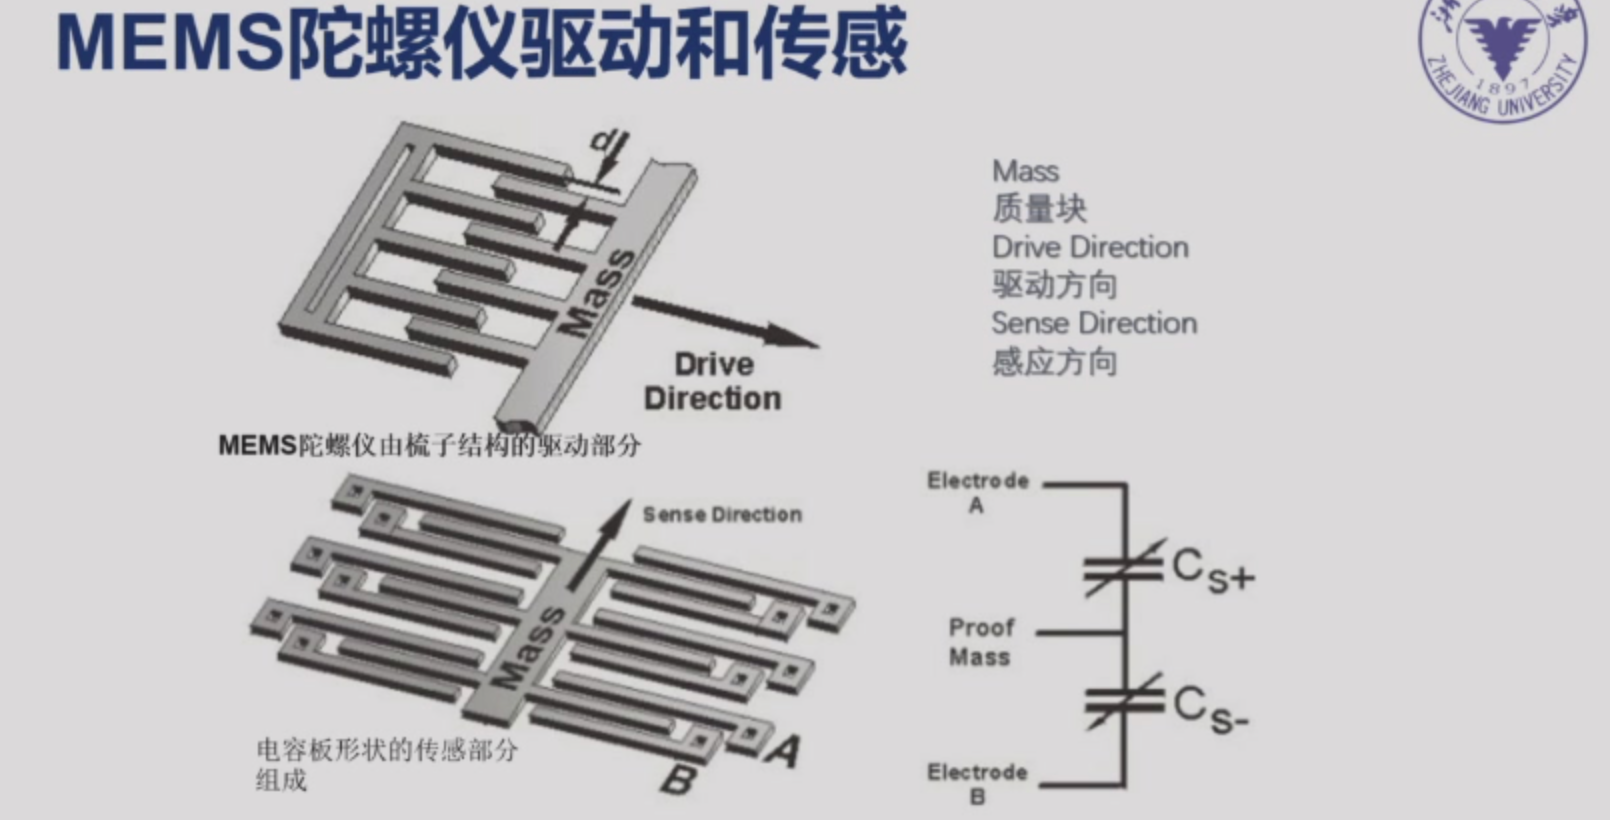 MEMS陀螺仪驱动和传感
ZHEJIANG UNIVERSITY
1897
d
Mass
Drive
Direction
MEMS陀螺仪由梳子结构的驱动部分
Mass
质量块
Drive Direction
驱动方向
Sense Direction
感应方向
Sense Direction
Mass
A
B
电容板形状的传感部分
组成
Electrode
A
C S+
Proof
Mass
C S-
Electrode
B